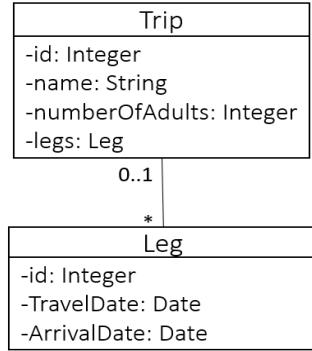 Trip
-id: Integer
-name: String
-numberOfAdults: Integer
-legs: Leg
0..1
*
Leg
-id: Integer
-TravelDate: Date
-ArrivalDate: Date